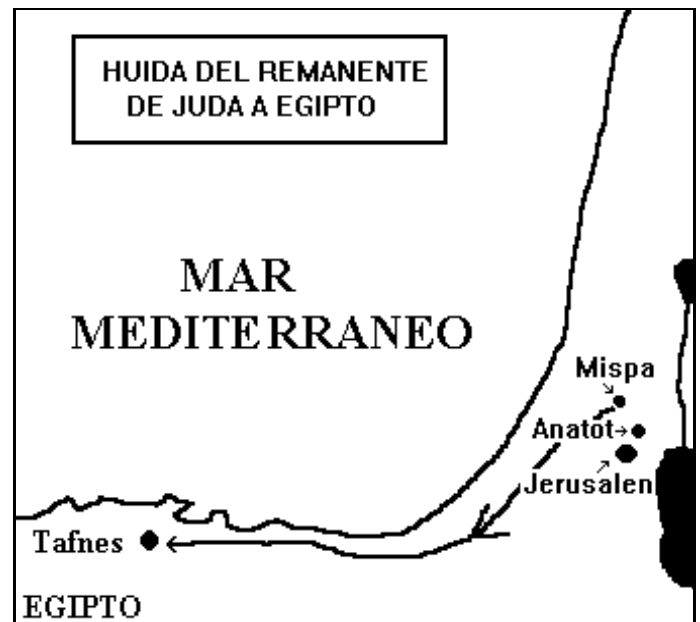 HUIDA DEL REMANENTE
DE JUDA A EGIPTO
MAR
MEDITERRANEO
Mispa
Anatot
Jerusalen
Tafnes
EGIPTO